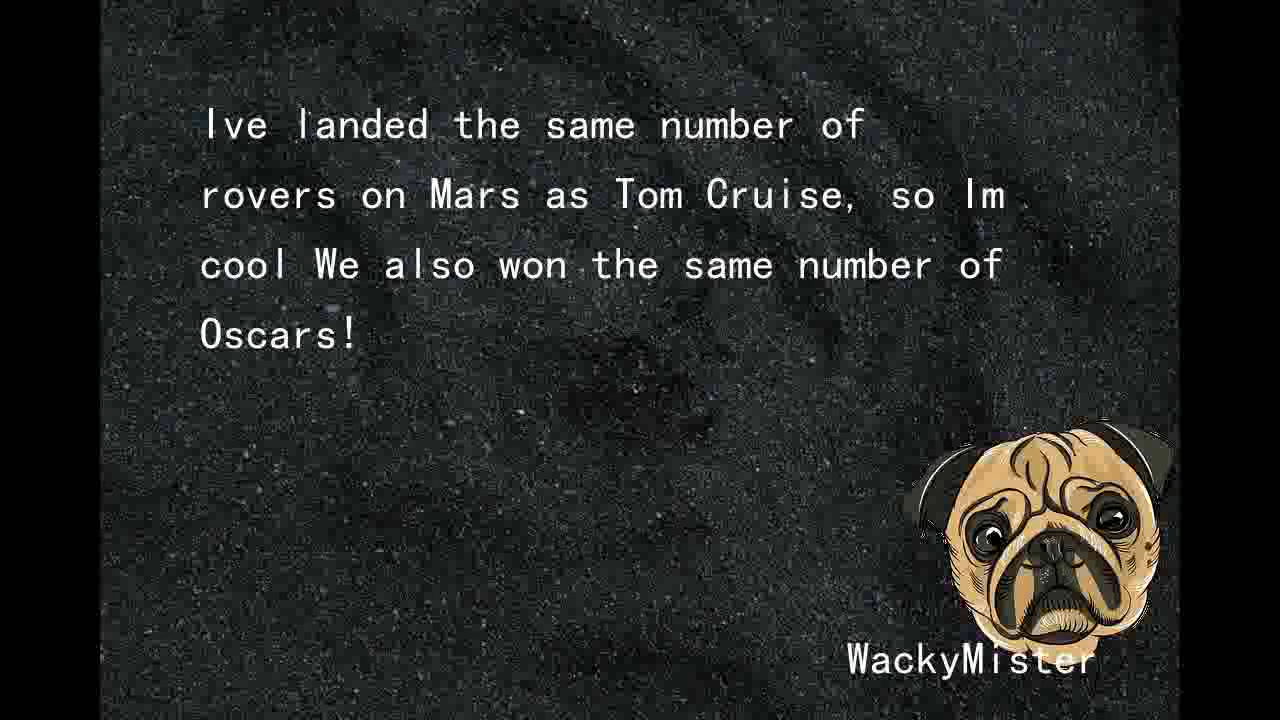 Ive landed the same number of
rovers on Mars as Tom Cruise, so Im
cool We also won the same number of
Oscars!
WackyMister